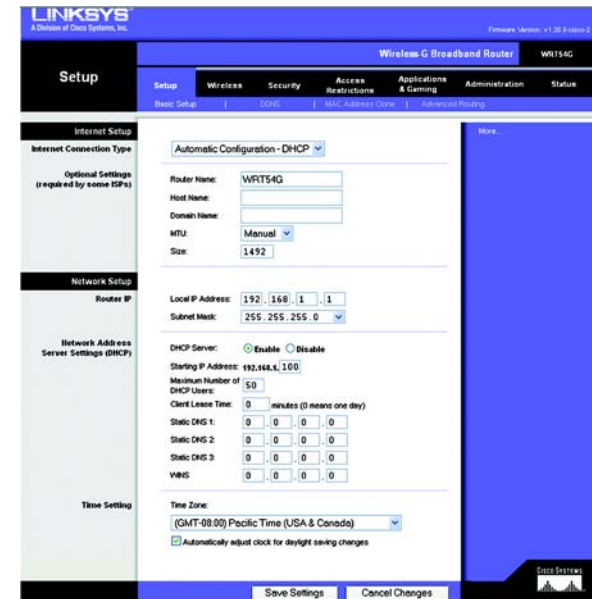 LINKSYS
A Division of Cisco Systems, Inc.
Firmware Version: v1.30.5-cisco-2
Wireless-G Broadband Router WRT54G
Setup
Setup Wireless Security Access Restrictions Applications & Gaming Administration Status
Basic Setup | DDNS | MAC Address Clone | Advanced Routing
Internet Setup
More...
Internet Connection Type Automatic Configuration - DHCP
Optional Settings
(required by some ISPs)
Router Name: WRT54G
Host Name:
Domain Name:
MTU: Manual
Size: 1492
Network Setup
Router IP
Local IP Address: 192 . 168 . 1 . 1
Subnet Mask: 255.255.255.0
Network Address
Server Settings (DHCP)
DHCP Server: Enable Disable
Starting IP Address: 192.168.1. 100
Maximum Number of
DHCP Users: 50
Client Lease Time: 0 minutes (0 means one day)
Static DNS 1: 0 . 0 . 0 . 0
Static DNS 2: 0 . 0 . 0 . 0
Static DNS 3: 0 . 0 . 0 . 0
WINS 0 . 0 . 0 . 0
Time Setting
Time Zone:
(GMT-08:00) Pacific Time (USA & Canada)
Automatically adjust clock for daylight saving changes
CISCO SYSTEMS
Save Settings Cancel Changes